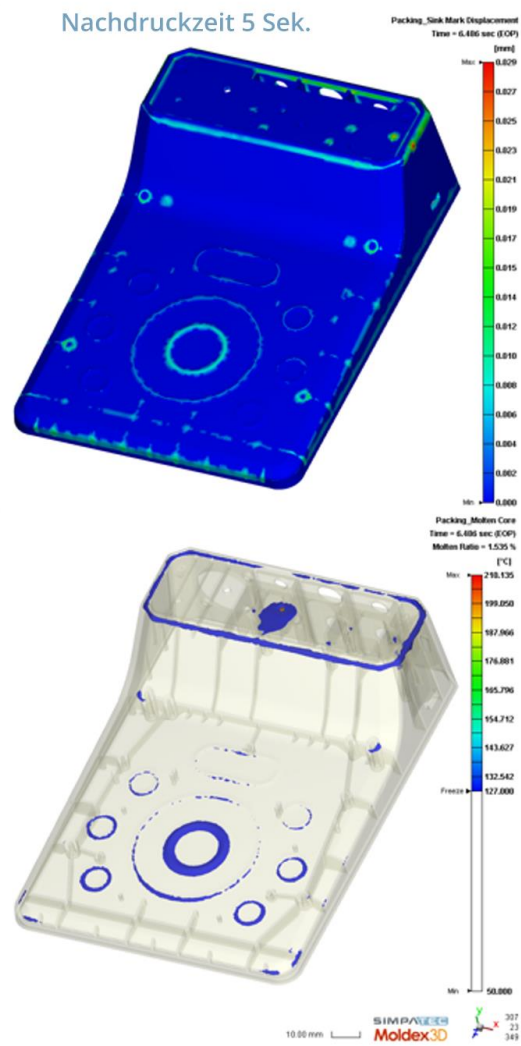 Nachdruckzeit 5 Sek.
Packing_Sink Mark Displacement
Time = 6.486 sec (EOP)
[mm]
Max 0.029
0.027
0.025
0.023
0.021
0.019
0.017
0.015
0.014
0.012
0.010
0.008
0.006
0.004
0.002
Min 0.000
Packing_Molten Core
Time = 6.486 sec (EOP)
Molten Ratio = 1.535 %
[°C]
Max 210.135
199.050
187.966
176.881
165.796
154.712
143.627
132.542
Freeze 127.000
Min 50.000
10.00 mm
SIMPATEC
Moldex3D
y
x
z
307
23
349